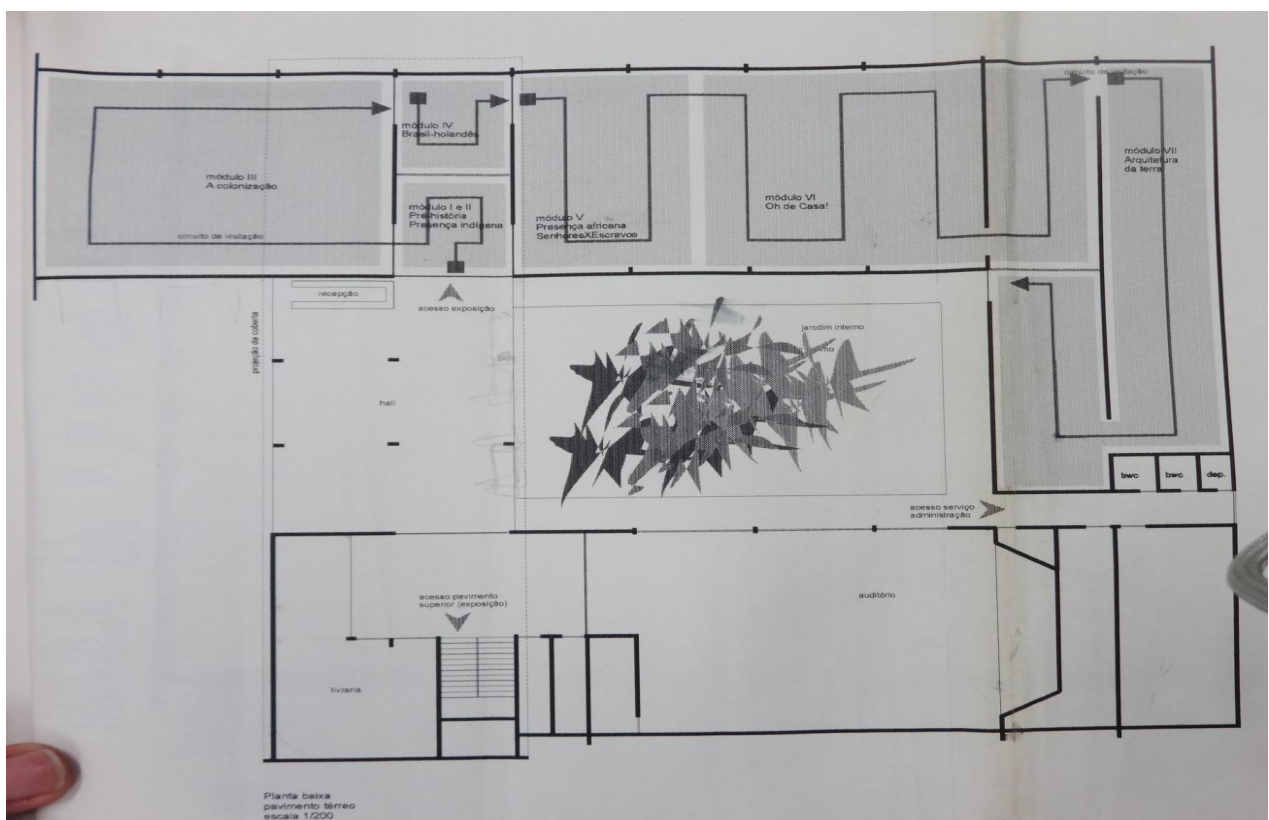 circuito de visitação
módulo IV
Brasil-holandês
módulo III
A colonização
módulo VII
Arquitetura
da terra
módulo I e II
Pré-história
Presença indígena
módulo VI
Oh de Casa!
módulo V
Presença africana
SenhoresXEscravos
circuito de visitação
recepção
acesso exposição
projeção da coberta
jarodim interno
hall
bwc
bwc
dep.
acesso serviço
administração
acesso pavimento
superior (exposição)
auditório
livraria
Planta baixa
pavimento térreo
escala 1/200